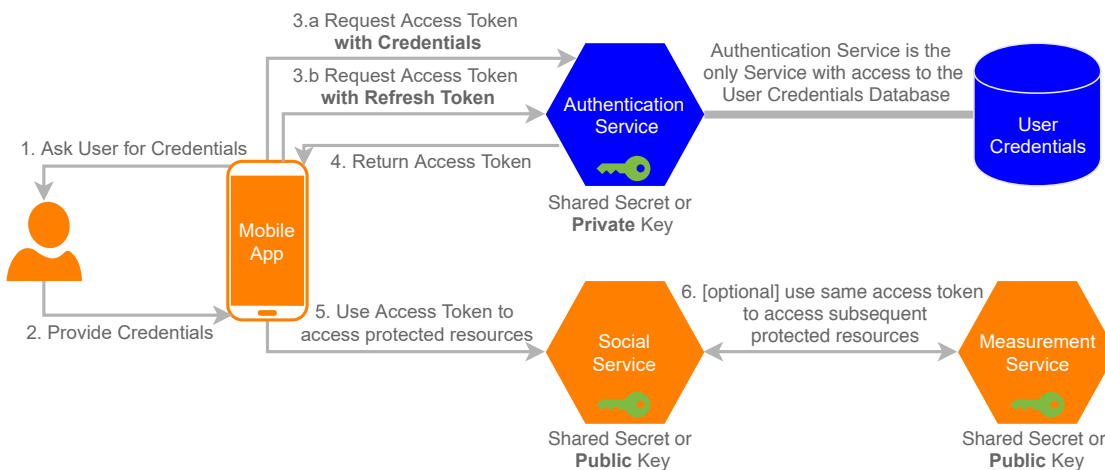 3.a Request Access Token
with Credentials
3.b Request Access Token
with Refresh Token
Authentication
Service
Authentication Service is the
only Service with access to the
User Credentials Database
User
Credentials
1. Ask User for Credentials
4. Return Access Token
Shared Secret or
Private Key
Mobile
App
2. Provide Credentials
5. Use Access Token to
access protected resources
Social
Service
6. [optional] use same access token
to access subsequent
protected resources
Measurement
Service
Shared Secret or
Public Key
Shared Secret or
Public Key